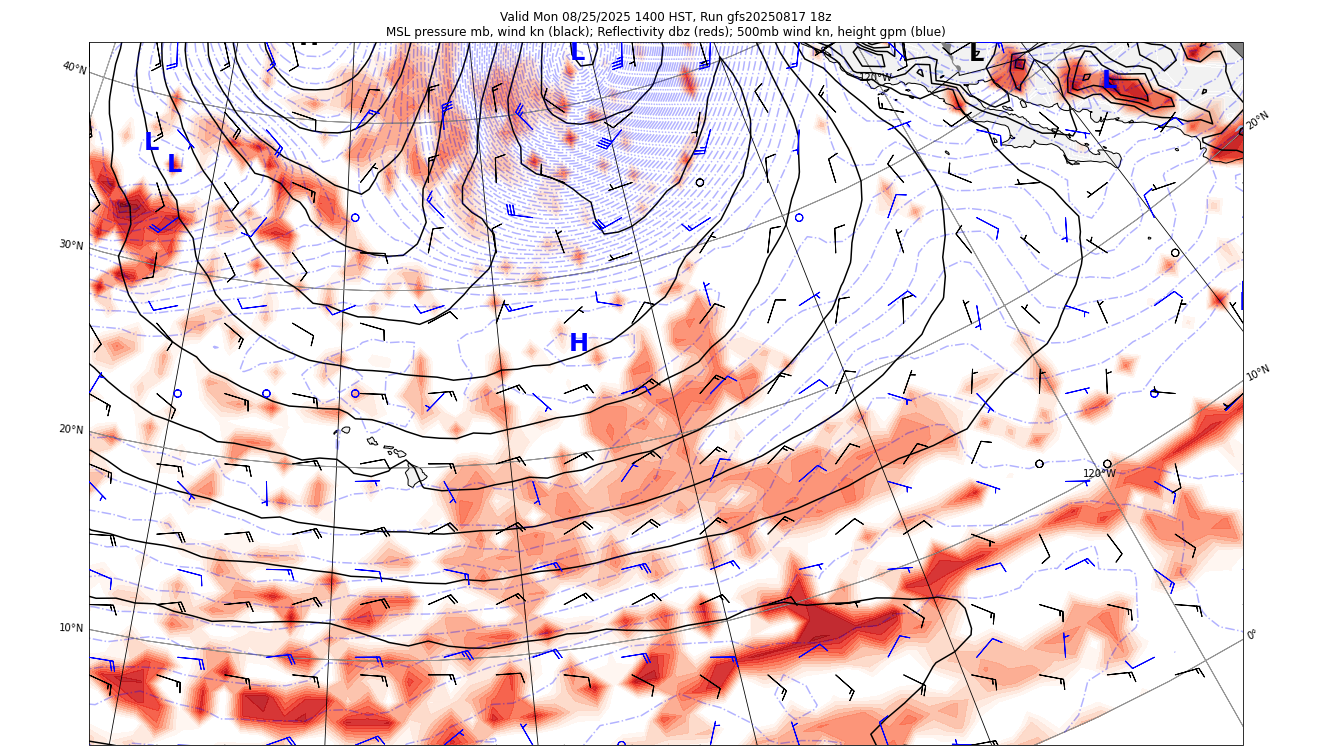 Valid Mon 08/25/2025 1400 HST, Run gfs20250817 18z
MSL pressure mb, wind kn (black); Reflectivity dbz (reds); 500mb wind kn, height gpm (blue)
L
L
40°N
120°W
L
20°N
L
L
30°N
H
10°N
20°N
120°W
10°N
0°